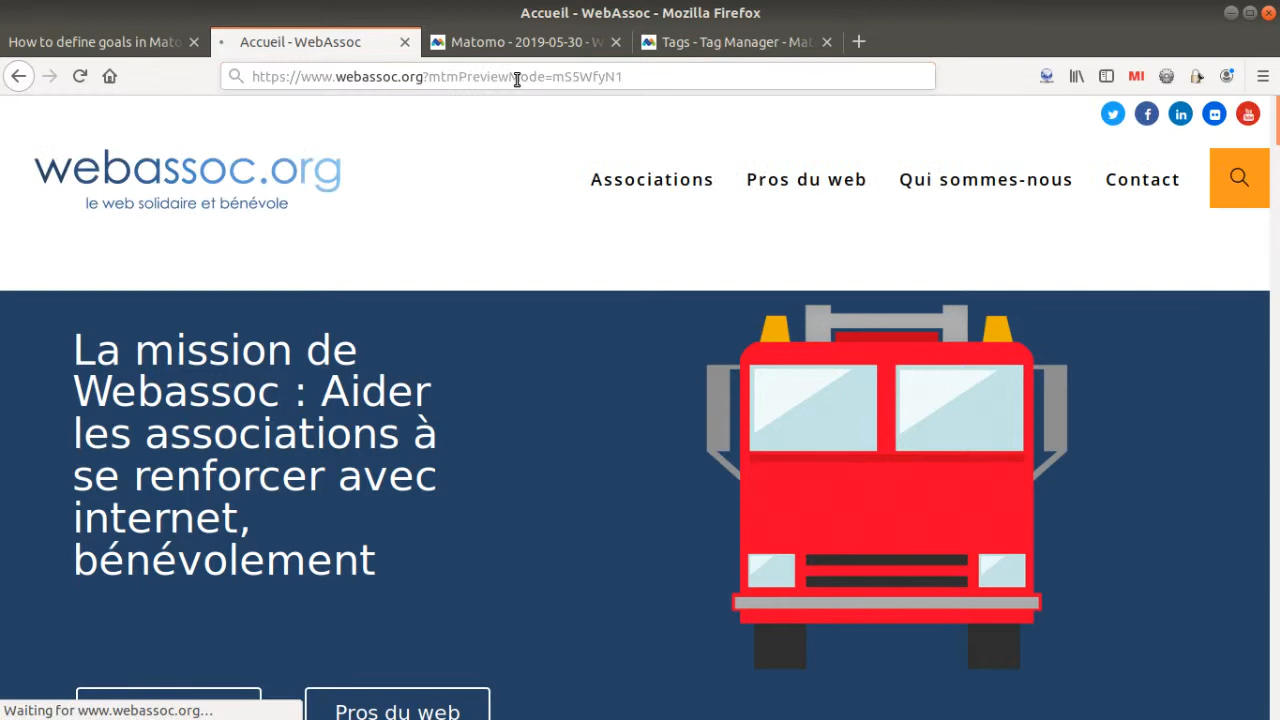 Accueil - WebAssoc - Mozilla Firefox
How to define goals in Mato
Accueil - WebAssoc
Matomo - 2019-05-30 - W
Tags - Tag Manager - Mat
https://www.webassoc.org?mtmPreviewMode=mS5WfyN1
MI
webassoc.org
le web solidaire et bénévole
Associations
Pros du web
Qui sommes-nous
Contact
La mission de
Webassoc : Aider
les associations à
se renforcer avec
internet,
bénévolement
Pros du web
Waiting for www.webassoc.org...